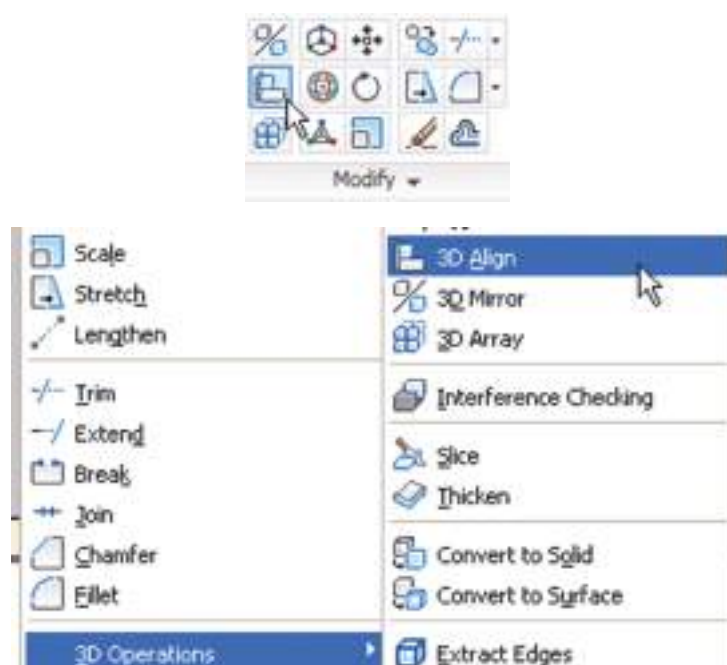 Modify
Scale
Stretch
Lengthen
Trim
Extend
Break
Join
Chamfer
Fillet
3D Operations
3D Align
3D Mirror
3D Array
Interference Checking
Slice
Thicken
Convert to Solid
Convert to Surface
Extract Edges